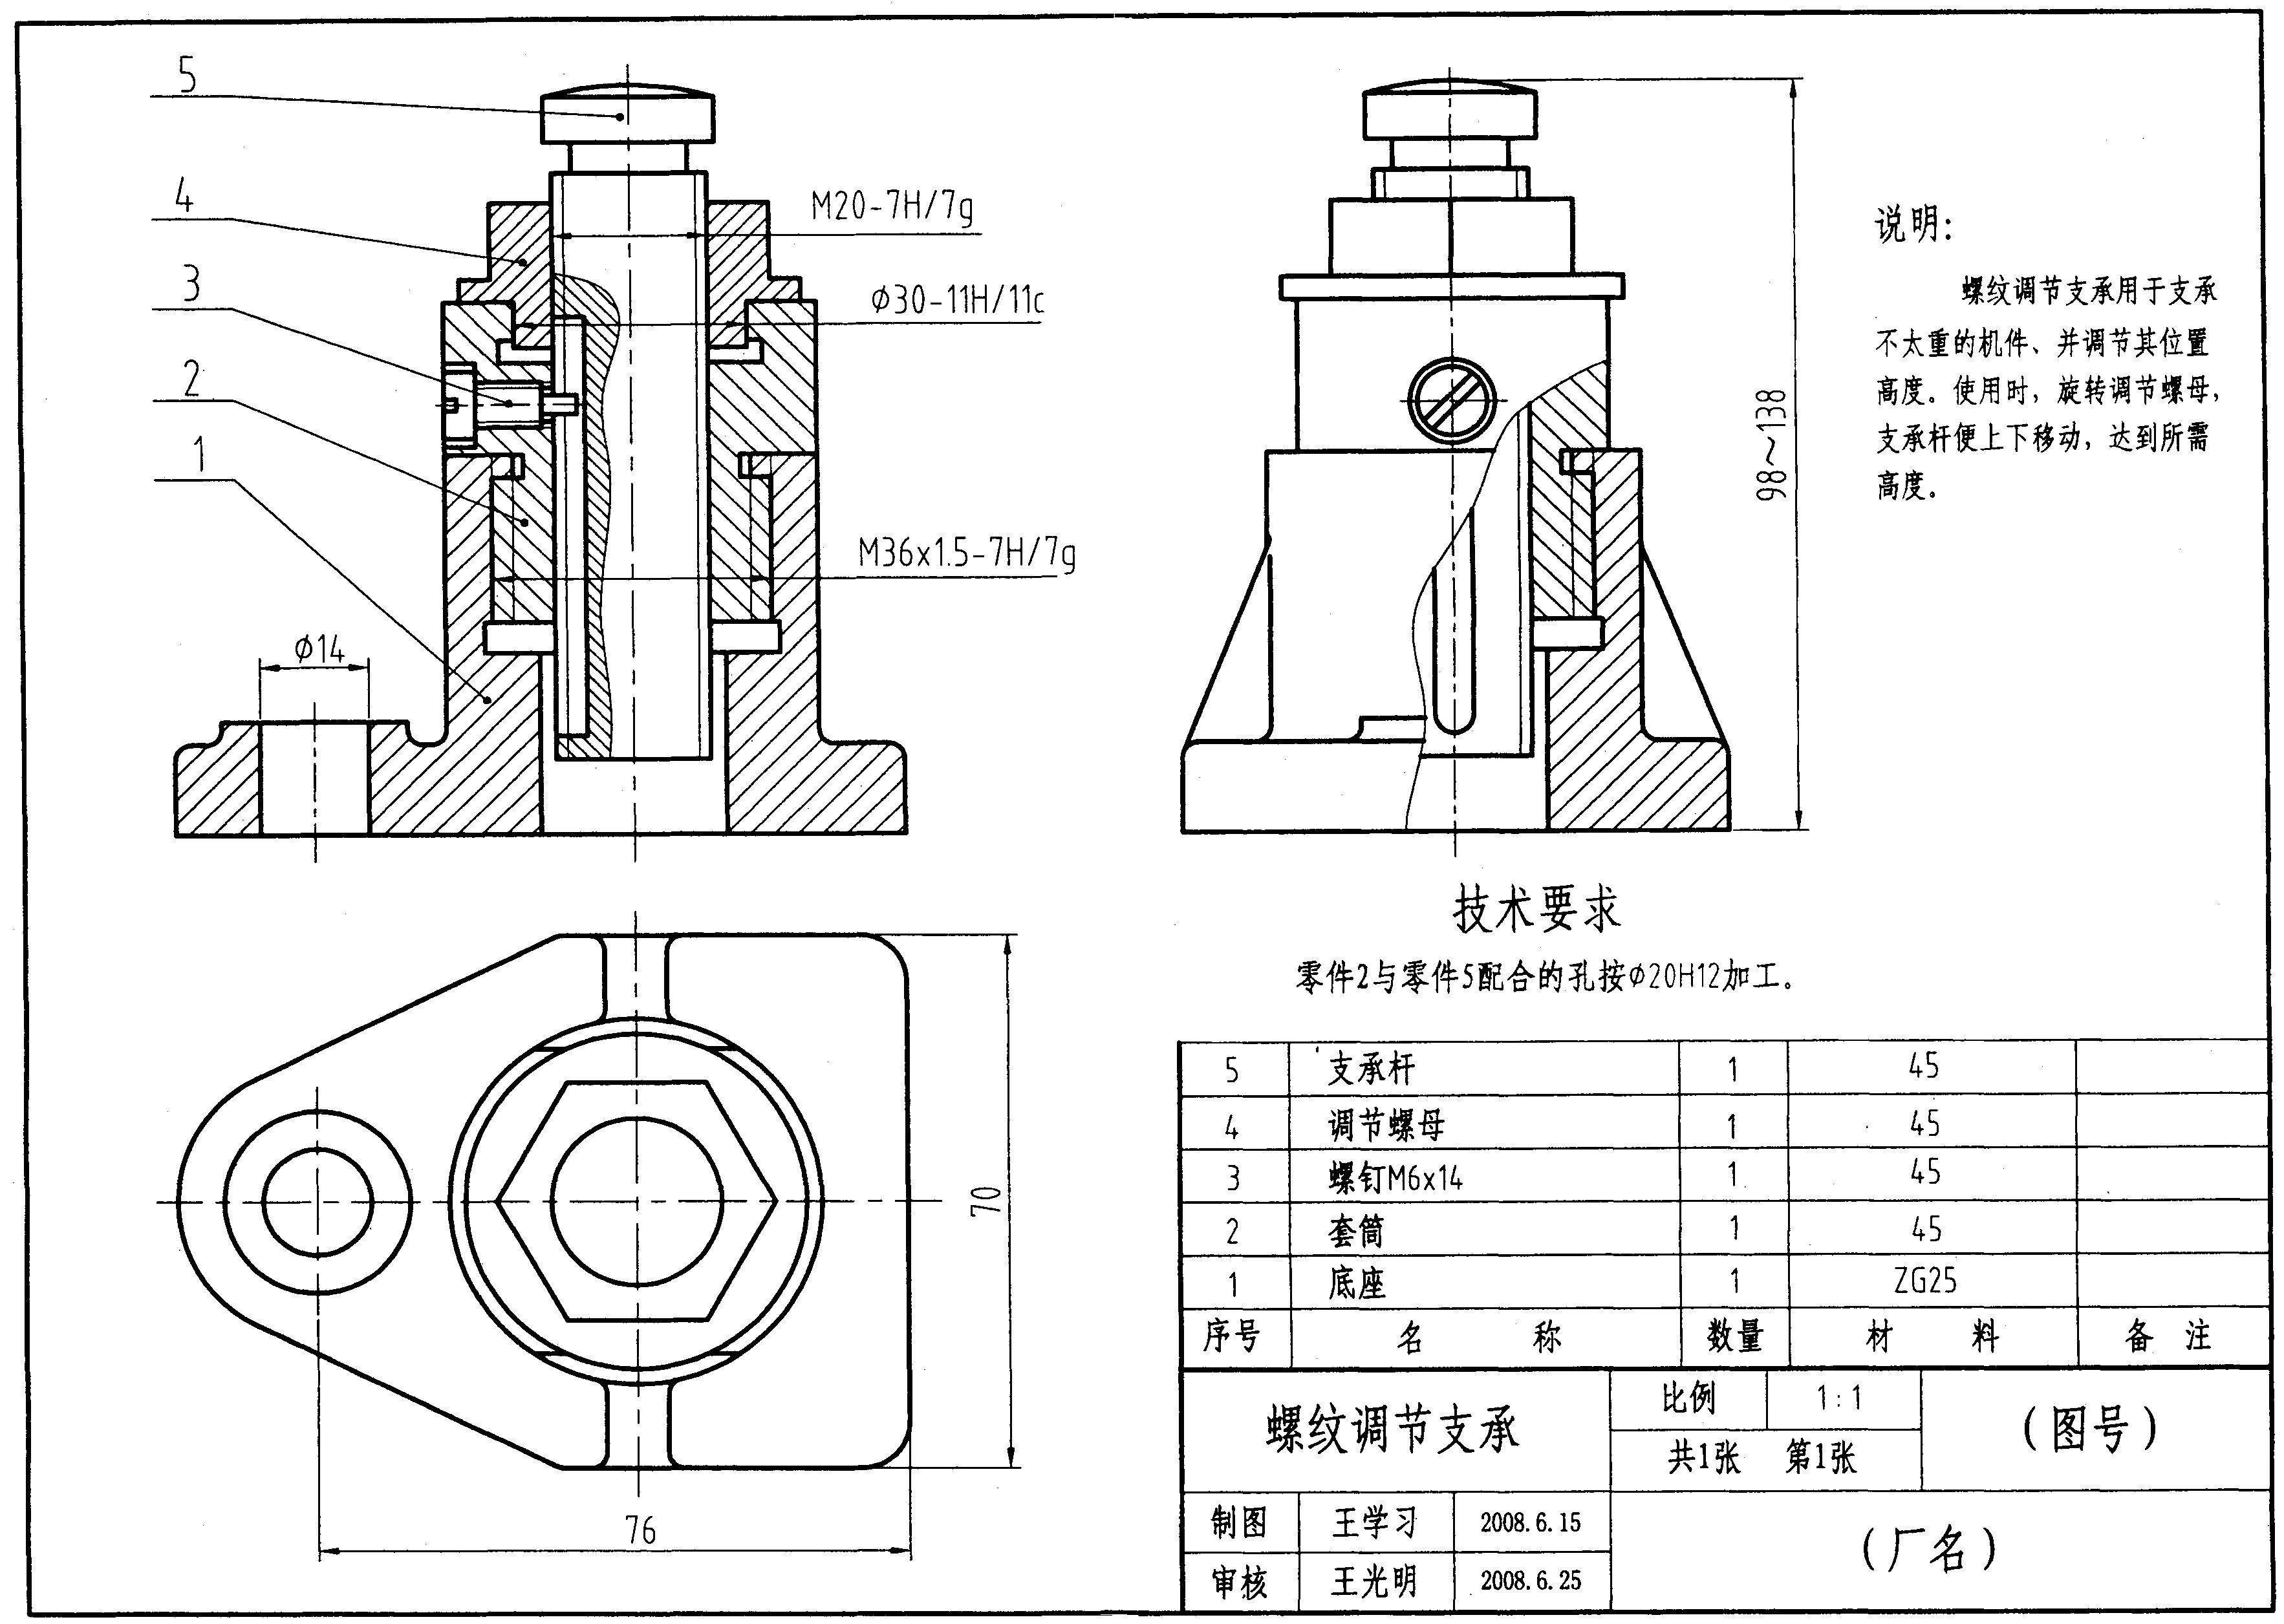 5
4
3
2
1
M20-7H/7g
Φ30-11H/11c
M36x1.5-7H/7g
Φ14
98~138
说明：
螺纹调节支承用于支承
不太重的机件、并调节其位置
高度。使用时，旋转调节螺母，
支承杆便上下移动，达到所需
高度。
70
76
技术要求
零件2与零件5配合的孔按Φ20H12加工。
5 支承杆 1 45
4 调节螺母 1 45
3 螺钉M6x14 1 45
2 套筒 1 45
1 底座 1 ZG25
序号 名 称 数量 材 料 备 注
螺纹调节支承
比例 1:1
共1张 第1张
(图号)
制图 王学习 2008.6.15
审核 王光明 2008.6.25
(厂名)